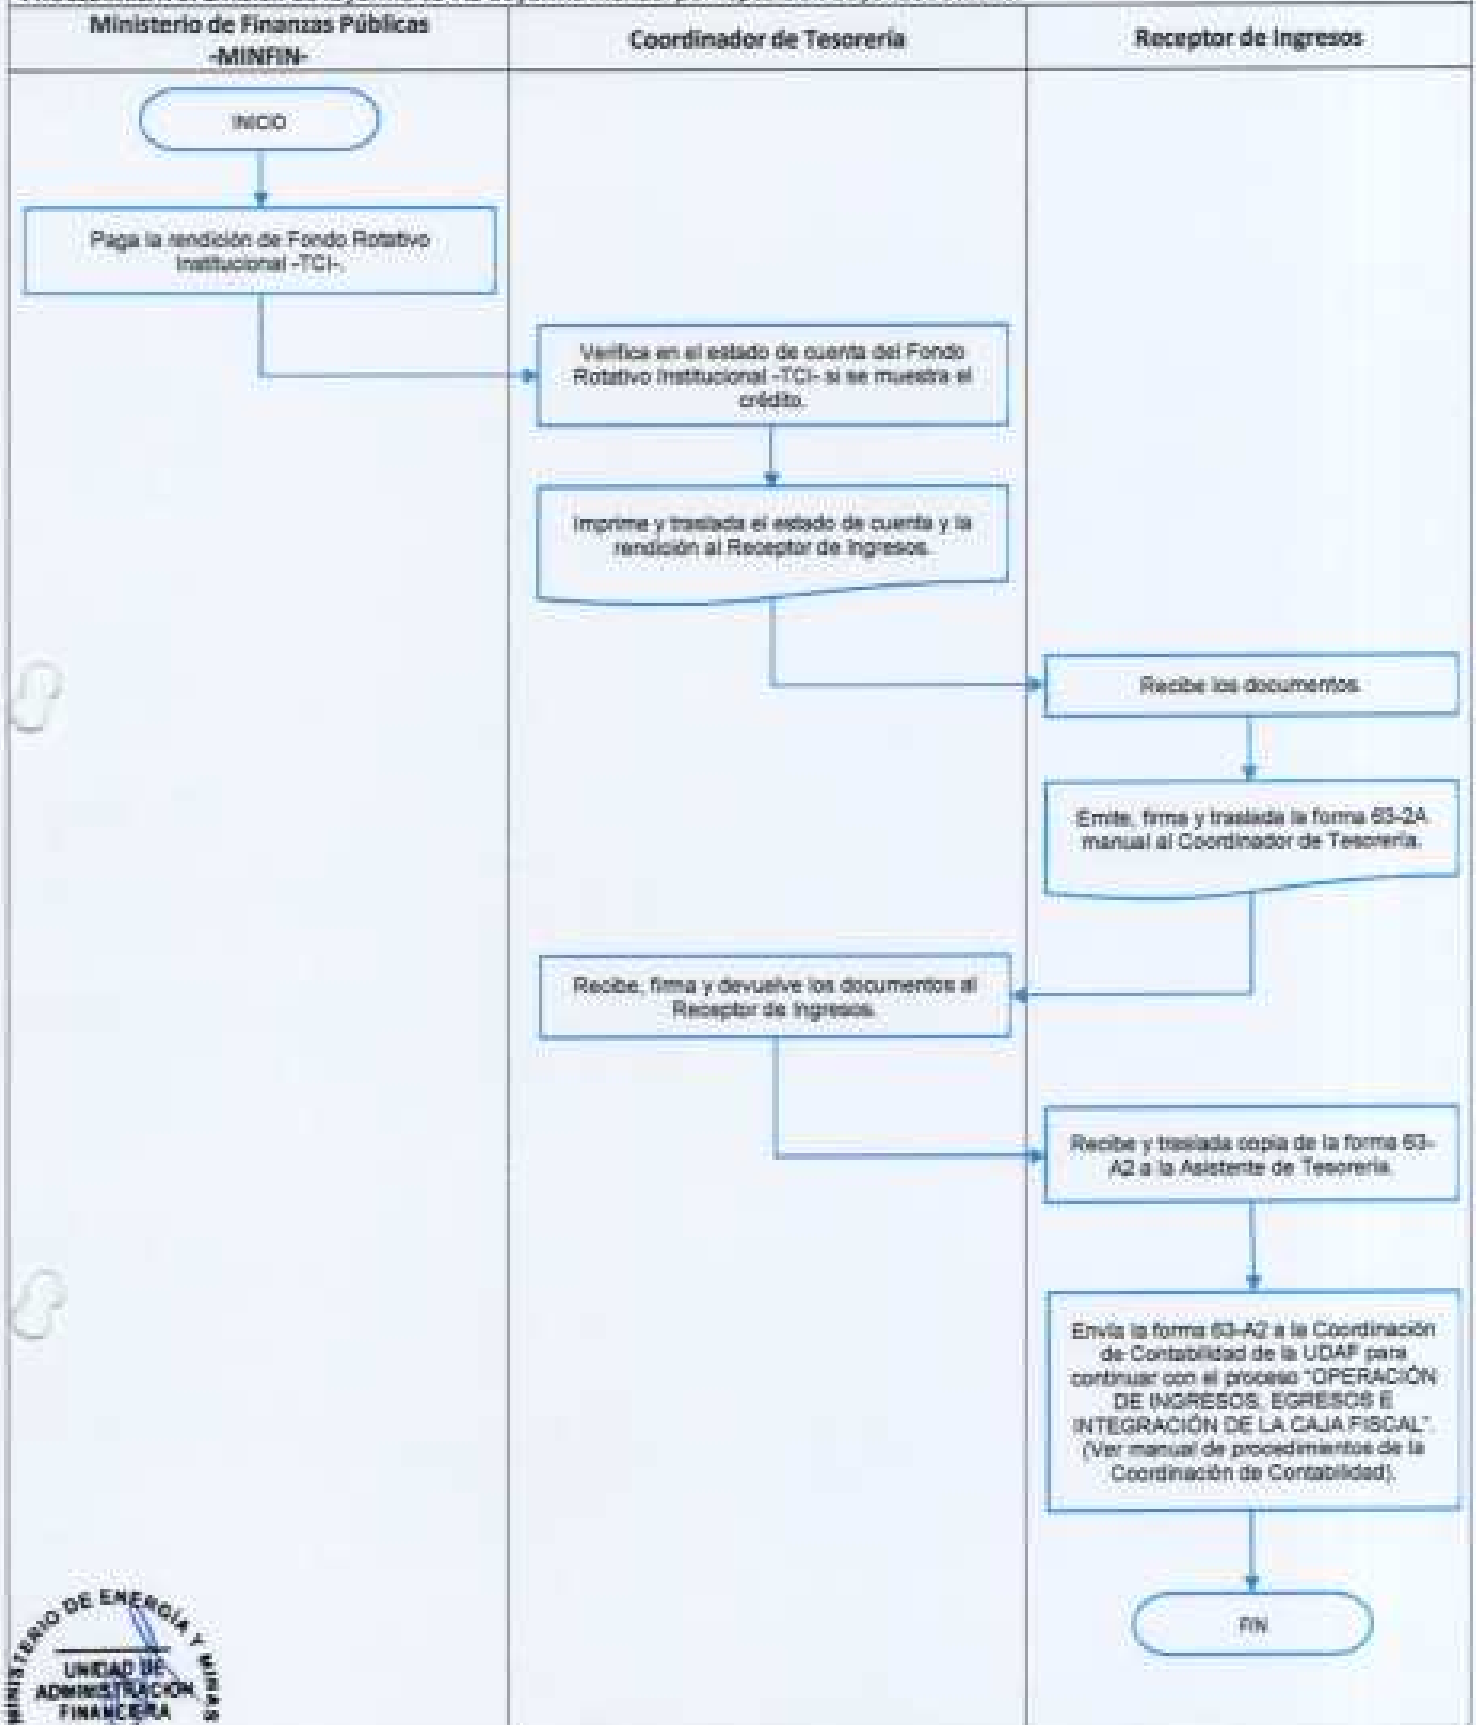 Ministerio de Finanzas Públicas
-MINFIN-
Coordinador de Tesorería
Receptor de Ingresos
INICIO
Paga la rendición de Fondo Rotativo
Institucional -TCI-.
Verifica en el estado de cuenta del Fondo
Rotativo Institucional -TCI- si se muestra el
crédito.
Imprime y traslada el estado de cuenta y la
rendición al Receptor de Ingresos.
Recibe los documentos.
Emite, firma y traslada la forma 63-2A
manual al Coordinador de Tesorería.
Recibe, firma y devuelve los documentos al
Receptor de Ingresos.
Recibe y traslada copia de la forma 63-
A2 a la Asistente de Tesorería.
Envía la forma 63-A2 a la Coordinación
de Contabilidad de la UDAF para
continuar con el proceso "OPERACIÓN
DE INGRESOS, EGRESOS E
INTEGRACIÓN DE LA CAJA FISCAL".
(Ver manual de procedimientos de la
Coordinación de Contabilidad).
FIN
MINISTERIO DE ENERGÍA Y MINAS
UNIDAD DE
ADMINISTRACIÓN
FINANCIERA